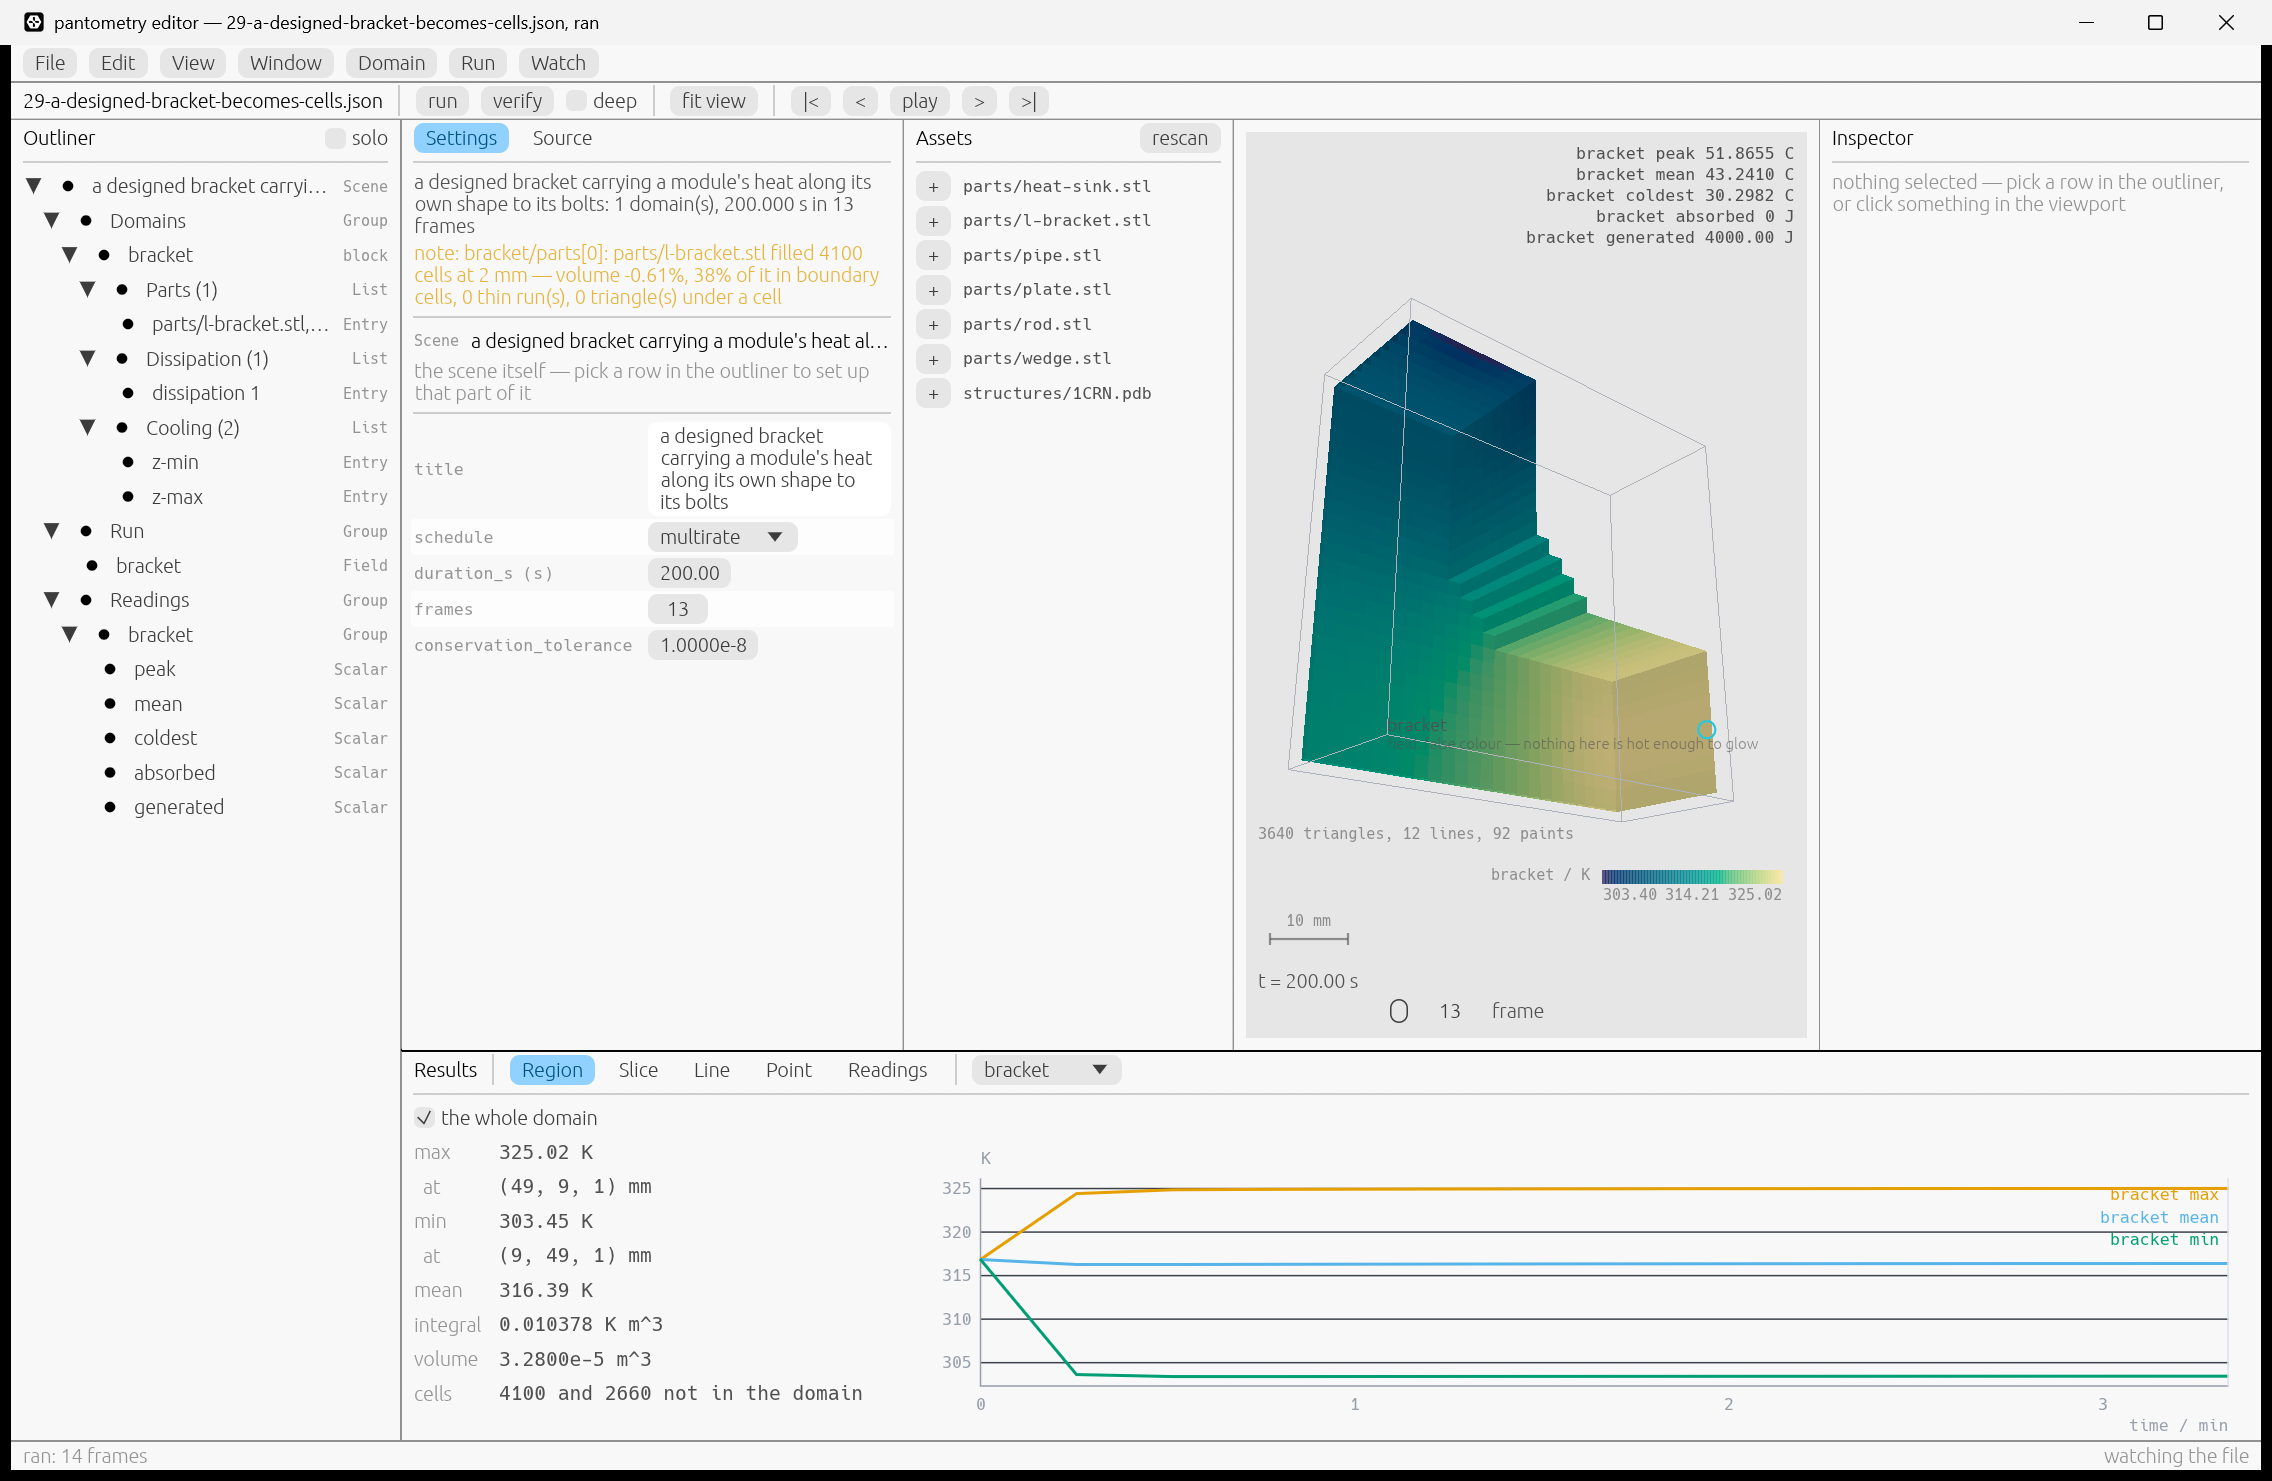 pantometry editor — 29-a-designed-bracket-becomes-cells.json, ran
File Edit View Window Domain Run Watch
29-a-designed-bracket-becomes-cells.json run verify deep fit view |< < play > >|
Outliner solo
a designed bracket carryi... Scene
Domains Group
bracket block
Parts (1) List
parts/l-bracket.stl,... Entry
Dissipation (1) List
dissipation 1 Entry
Cooling (2) List
z-min Entry
z-max Entry
Run Group
bracket Field
Readings Group
bracket Group
peak Scalar
mean Scalar
coldest Scalar
absorbed Scalar
generated Scalar
Settings Source
a designed bracket carrying a module's heat along its
own shape to its bolts: 1 domain(s), 200.000 s in 13
frames
note: bracket/parts[0]: parts/l-bracket.stl filled 4100
cells at 2 mm — volume -0.61%, 38% of it in boundary
cells, 0 thin run(s), 0 triangle(s) under a cell
Scene a designed bracket carrying a module's heat al...
the scene itself — pick a row in the outliner to set up
that part of it
title
a designed bracket
carrying a module's heat
along its own shape to
its bolts
schedule multirate
duration_s (s) 200.00
frames 13
conservation_tolerance 1.0000e-8
Assets rescan
+ parts/heat-sink.stl
+ parts/l-bracket.stl
+ parts/pipe.stl
+ parts/plate.stl
+ parts/rod.stl
+ parts/wedge.stl
+ structures/1CRN.pdb
bracket peak 51.8655 C
bracket mean 43.2410 C
bracket coldest 30.2982 C
bracket absorbed 0 J
bracket generated 4000.00 J
bracket
colour — nothing here is hot enough to glow
3640 triangles, 12 lines, 92 paints
bracket / K
303.40 314.21 325.02
10 mm
t = 200.00 s
13 frame
Inspector
nothing selected — pick a row in the outliner,
or click something in the viewport
Results Region Slice Line Point Readings bracket
the whole domain
max 325.02 K
at (49, 9, 1) mm
min 303.45 K
at (9, 49, 1) mm
mean 316.39 K
integral 0.010378 K m^3
volume 3.2800e-5 m^3
cells 4100 and 2660 not in the domain
K
325
320
315
310
305
bracket max
bracket mean
bracket min
0 1 2 3
time / min
ran: 14 frames
watching the file